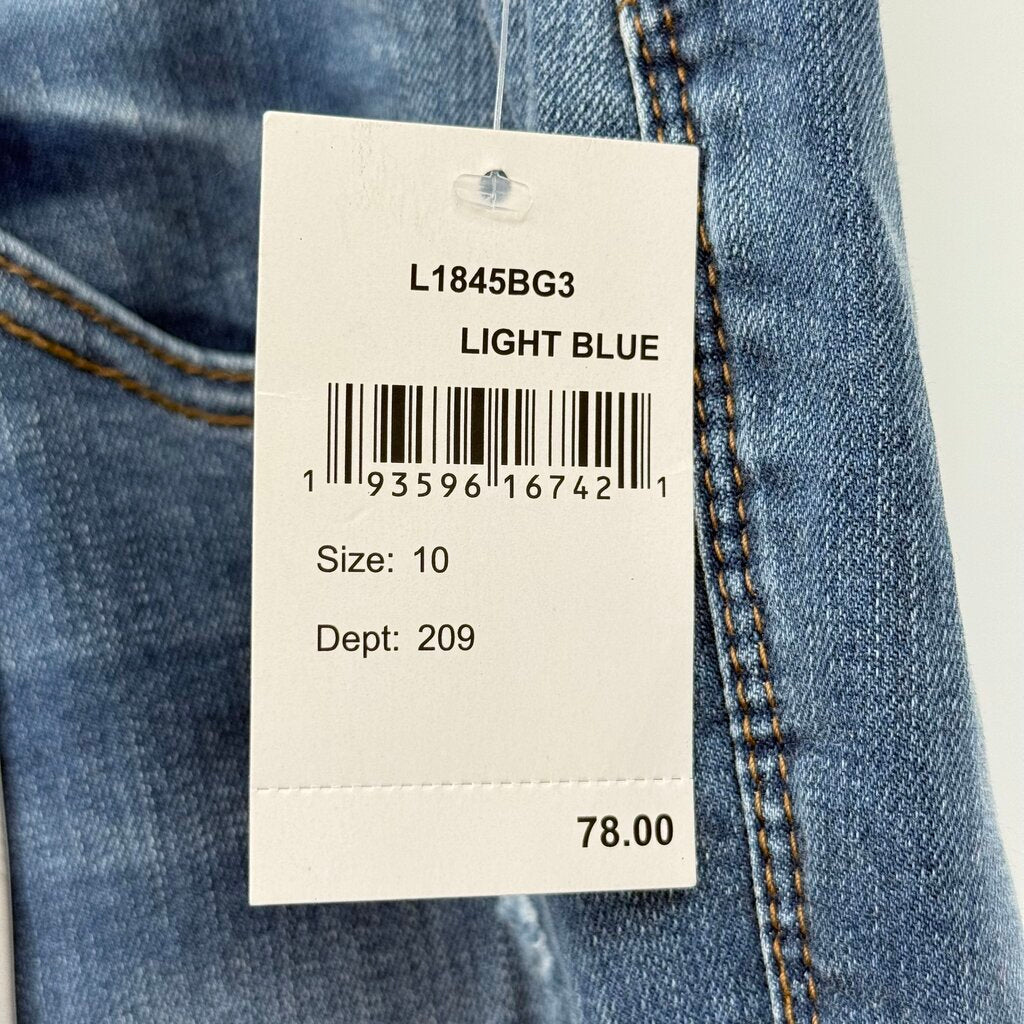 L1845BG3
LIGHT BLUE
1 93596 16742 1
Size: 10
Dept: 209
78.00